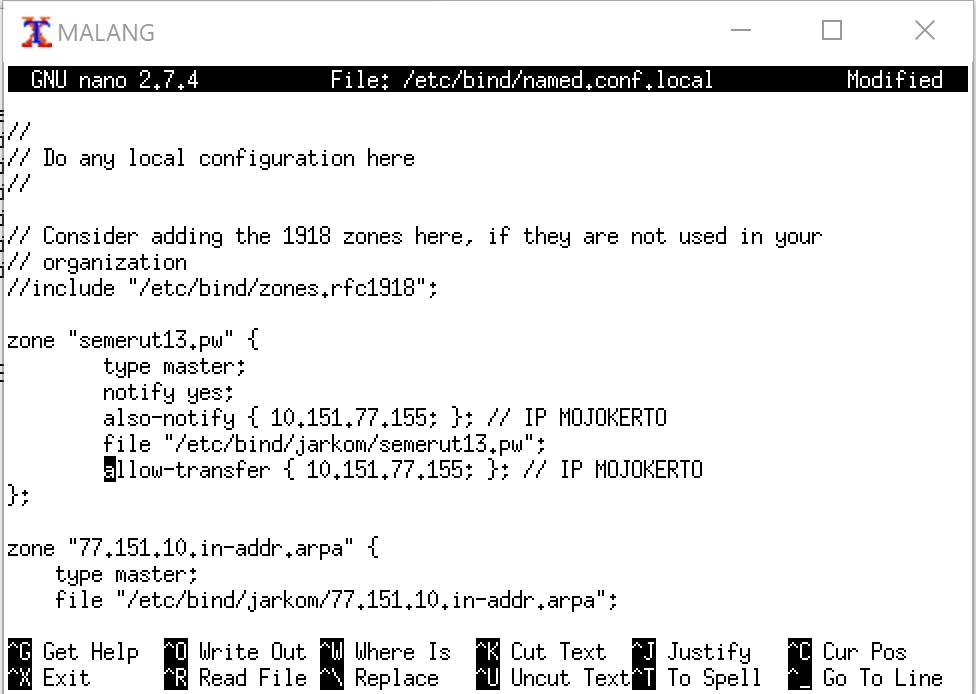 MALANG
GNU nano 2.7.4 File: /etc/bind/named.conf.local Modified
//
// Do any local configuration here
//
// Consider adding the 1918 zones here, if they are not used in your
// organization
//include "/etc/bind/zones.rfc1918";
zone "semerut13.pw" {
type master;
notify yes;
also-notify { 10.151.77.155; }; // IP MOJOKERTO
file "/etc/bind/jarkom/semerut13.pw";
allow-transfer { 10.151.77.155; }; // IP MOJOKERTO
};
zone "77.151.10.in-addr.arpa" {
type master;
file "/etc/bind/jarkom/77.151.10.in-addr.arpa";
^G Get Help ^O Write Out ^W Where Is ^K Cut Text ^J Justify ^C Cur Pos
^X Exit ^R Read File ^\ Replace ^U Uncut Text ^T To Spell ^_ Go To Line